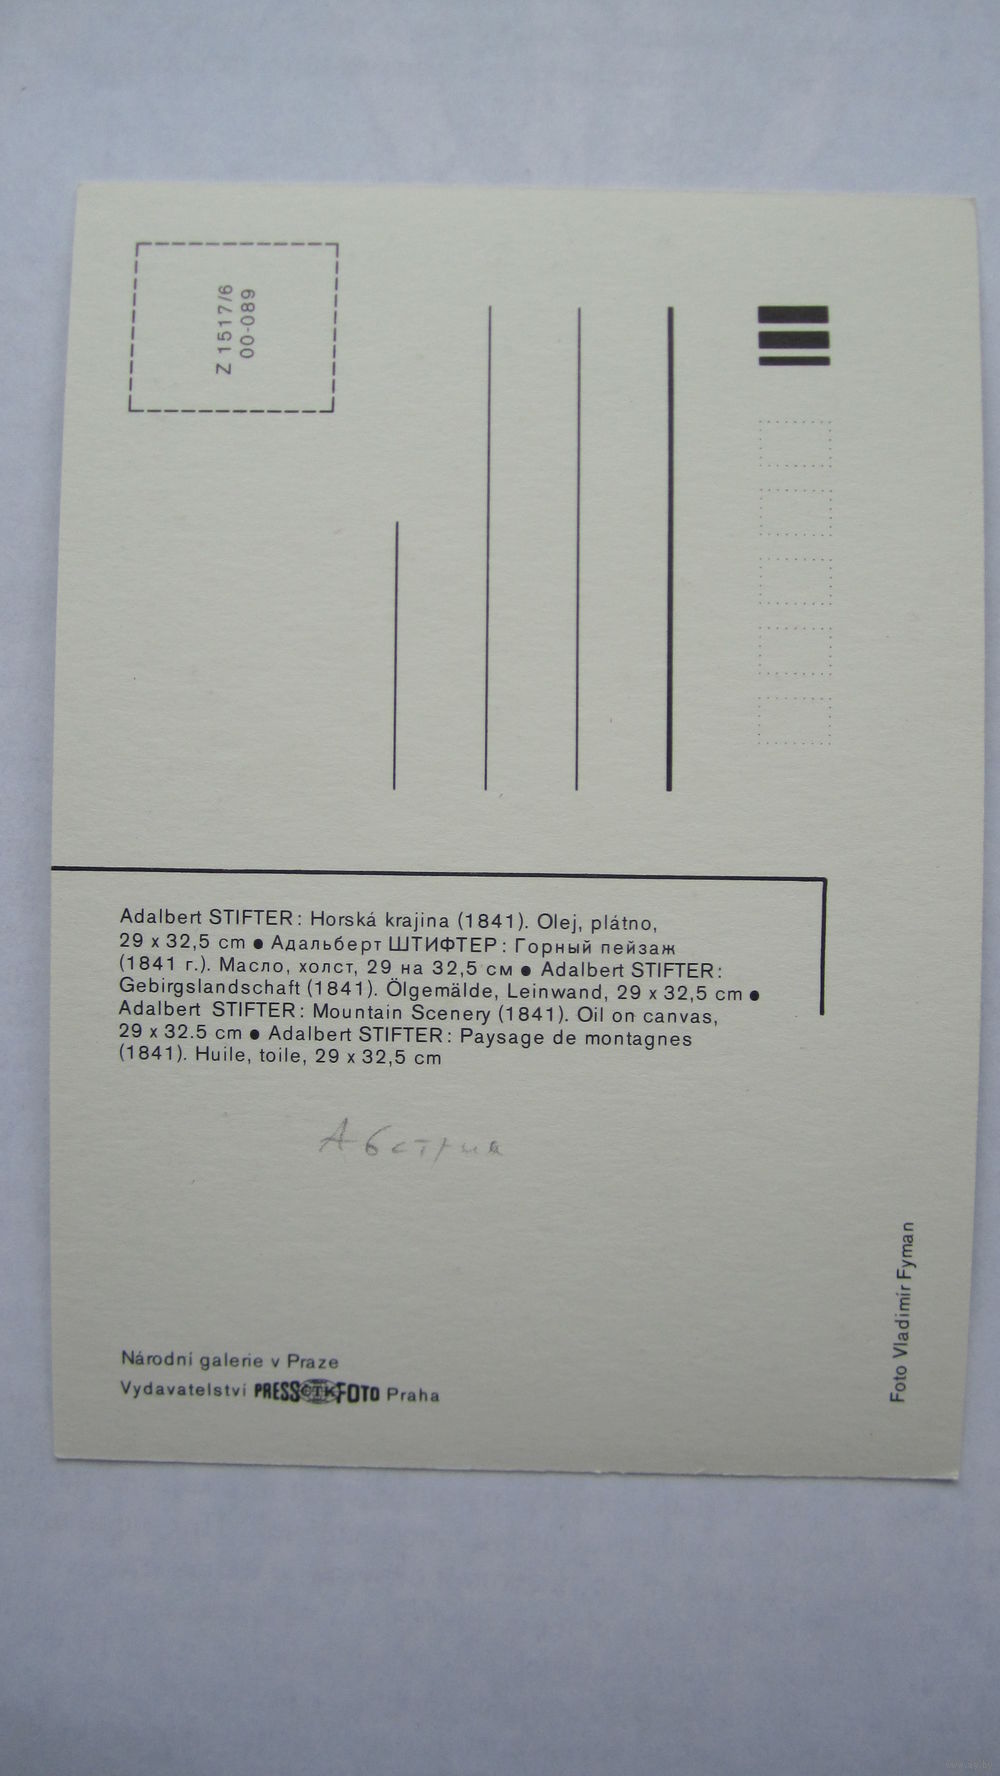 Z 1517/6
00-089
Adalbert STIFTER: Horská krajina (1841). Olej, plátno,
29 x 32,5 cm ● Адальберт ШТИФТЕР: Горный пейзаж
(1841 г.). Масло, холст, 29 на 32,5 см ● Adalbert STIFTER:
Gebirgslandschaft (1841). Ölgemälde, Leinwand, 29 x 32,5 cm ●
Adalbert STIFTER: Mountain Scenery (1841). Oil on canvas,
29 x 32.5 cm ● Adalbert STIFTER: Paysage de montagnes
(1841). Huile, toile, 29 x 32,5 cm
Австрия
Národní galerie v Praze
Vydavatelství PRESSČTKFOTO Praha
Foto Vladimír Fyman